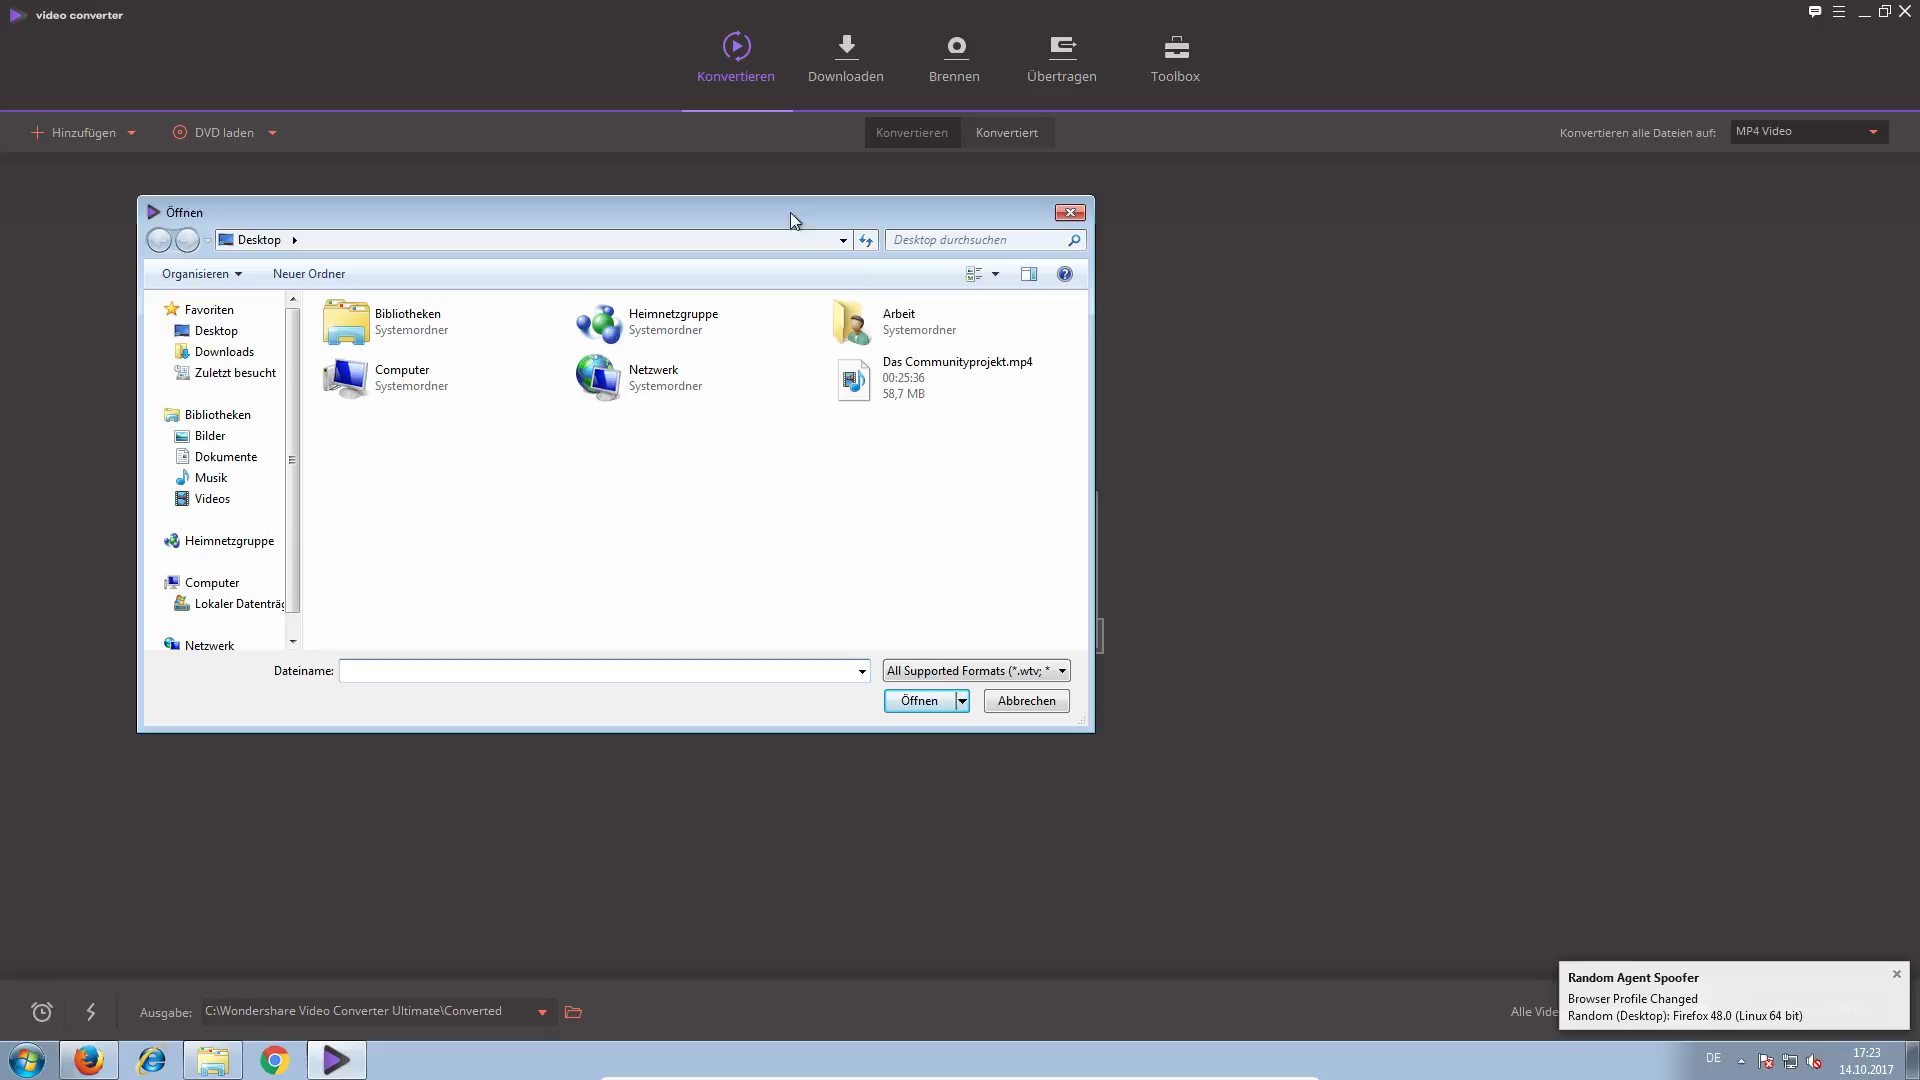 video converter
Konvertieren
Downloaden
Brennen
Übertragen
Toolbox
Hinzufügen
DVD laden
Konvertieren
Konvertiert
Konvertieren alle Dateien auf:
MP4 Video
Öffnen
Desktop
Desktop durchsuchen
Organisieren
Neuer Ordner
Favoriten
Desktop
Downloads
Zuletzt besucht
Bibliotheken
Bilder
Dokumente
Musik
Videos
Heimnetzgruppe
Computer
Lokaler Datenträg
Netzwerk
Bibliotheken
Systemordner
Heimnetzgruppe
Systemordner
Arbeit
Systemordner
Computer
Systemordner
Netzwerk
Systemordner
Das Communityprojekt.mp4
00:25:36
58,7 MB
Dateiname:
All Supported Formats (*.wtv; *
Öffnen
Abbrechen
Ausgabe:
C:\Wondershare Video Converter Ultimate\Converted
Alle Vide
Random Agent Spoofer
Browser Profile Changed
Random (Desktop): Firefox 48.0 (Linux 64 bit)
DE
17:23
14.10.2017